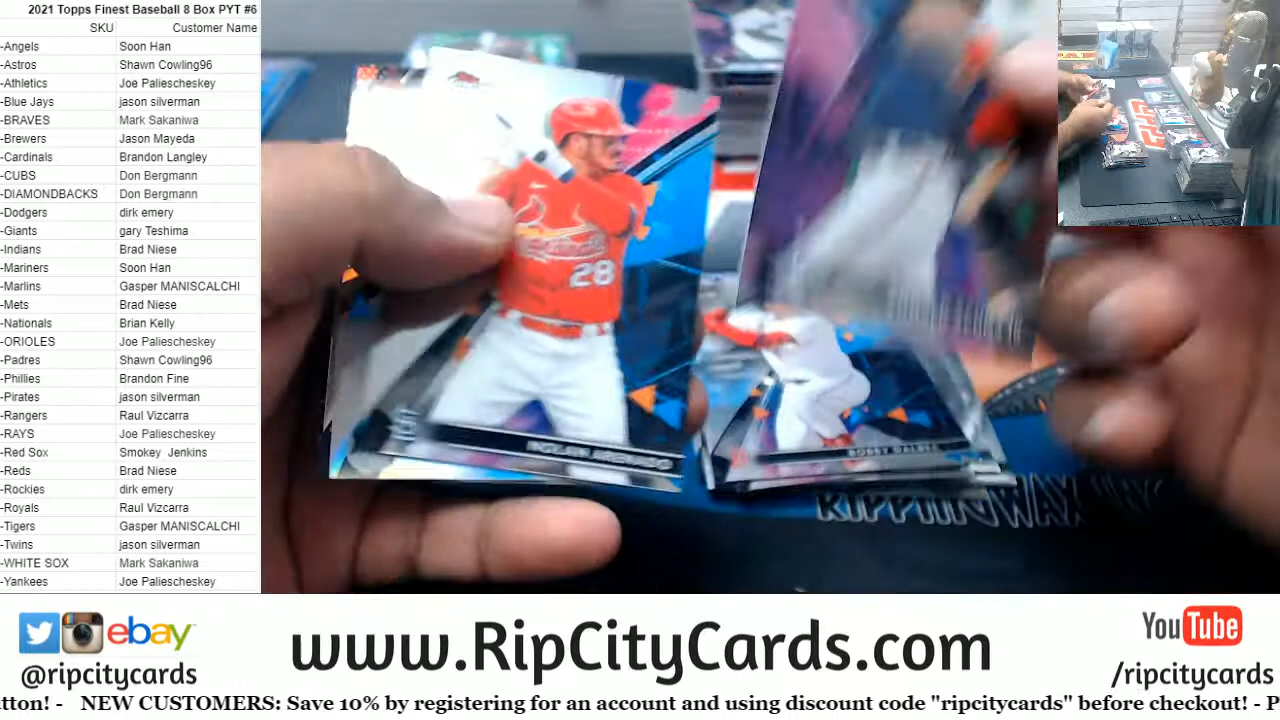 2021 Topps Finest Baseball 8 Box PYT #6
SKU Customer Name
-Angels Soon Han
-Astros Shawn Cowling96
-Athletics Joe Paliescheskey
-Blue Jays jason silverman
-BRAVES Mark Sakaniwa
-Brewers Jason Mayeda
-Cardinals Brandon Langley
-CUBS Don Bergmann
-DIAMONDBACKS Don Bergmann
-Dodgers dirk emery
-Giants gary Teshima
-Indians Brad Niese
-Mariners Soon Han
-Marlins Gasper MANISCALCHI
-Mets Brad Niese
-Nationals Brian Kelly
-ORIOLES Joe Paliescheskey
-Padres Shawn Cowling96
-Phillies Brandon Fine
-Pirates jason silverman
-Rangers Raul Vizcarra
-RAYS Joe Paliescheskey
-Red Sox Smokey Jenkins
-Reds Brad Niese
-Rockies dirk emery
-Royals Raul Vizcarra
-Tigers Gasper MANISCALCHI
-Twins jason silverman
-WHITE SOX Mark Sakaniwa
-Yankees Joe Paliescheskey
Cardinals
28
NOLAN ARENADO
BOBBY DALBEC
RIPPIINWAX
ebay
@ripcitycards
www.RipCityCards.com
YouTube
/ripcitycards
tton! - NEW CUSTOMERS: Save 10% by registering for an account and using discount code "ripcitycards" before checkout! - P